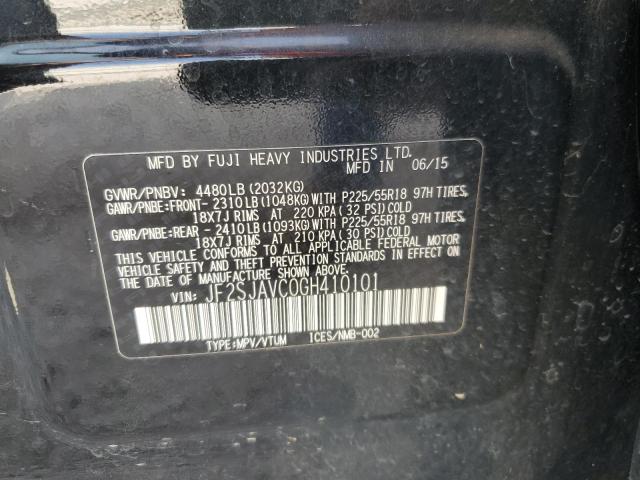 MFD BY FUJI HEAVY INDUSTRIES LTD.
MFD IN 06/15
GVWR/PNBV: 4480LB(2032KG)
GAWR/PNBE:FRONT- 2310LB(1048KG)WITH P225/55R18 97H TIRES,
18X7J RIMS AT 220 KPA(32 PSI)COLD
GAWR/PNBE:REAR - 2410LB(1093KG)WITH P225/55R18 97H TIRES,
18X7J RIMS AT 210 KPA(30 PSI)COLD
THIS VEHICLE CONFORMS TO ALL APPLICABLE FEDERAL MOTOR
VEHICLE SAFETY AND THEFT PREVENTION STANDARDS IN EFFECT ON
THE DATE OF MANUFACTURE SHOWN ABOVE.
VIN: JF2SJAVC0GH410101
TYPE:MPV/VTUM ICES/NMB-002